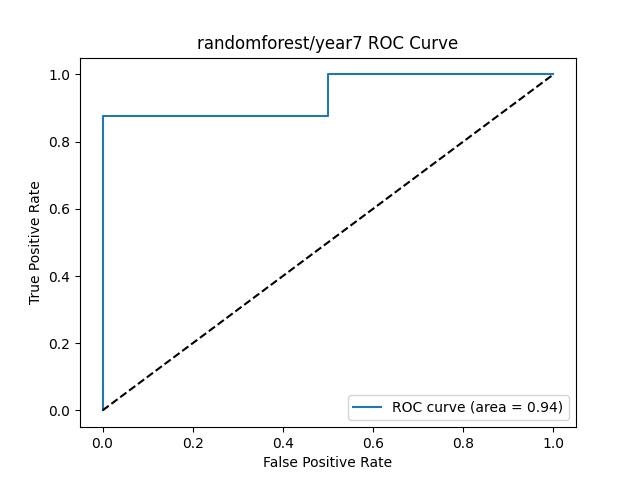 randomforest/year7 ROC Curve
1.0
0.8
0.6
0.4
0.2
0.0
True Positive Rate
ROC curve (area = 0.94)
0.0 0.2 0.4 0.6 0.8 1.0
False Positive Rate